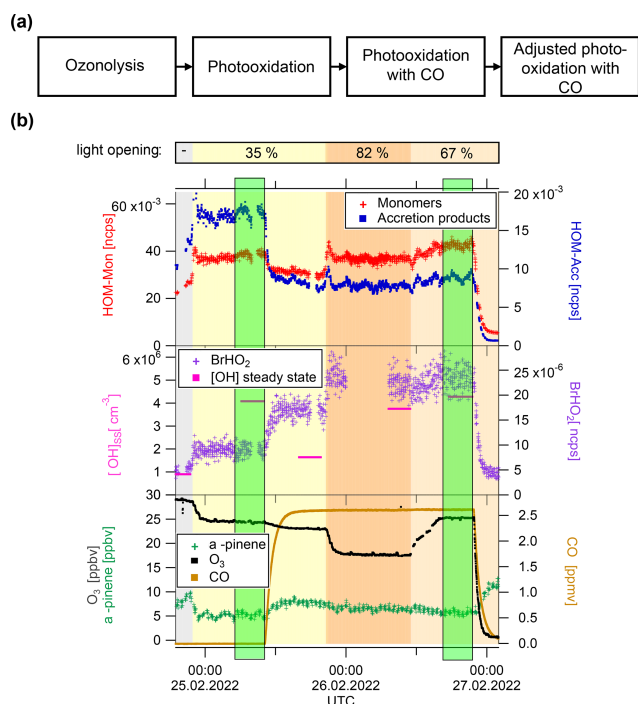 (a)
Ozonolysis
Photooxidation
Photooxidation
with CO
Adjusted photo-
oxidation with
CO
(b)
light opening:
-
35 %
82 %
67 %
60 x10⁻³
40
20
0
HOM-Mon [ncps]
Monomers
Accretion products
20 x10⁻³
15
10
5
0
HOM-Acc [ncps]
6 x10⁶
5
4
3
2
1
[OH]SS[ cm⁻³]
BrHO₂
[OH] steady state
25 x10⁻⁶
20
15
10
5
0
BrHO₂[ ncps]
30
25
20
15
10
5
0
O₃ [ppbv]
a -pinene [ppbv]
a -pinene
O₃
CO
2.5
2.0
1.5
1.0
0.5
0.0
CO [ppmv]
00:00
25.02.2022
00:00
26.02.2022
00:00
27.02.2022
UTC